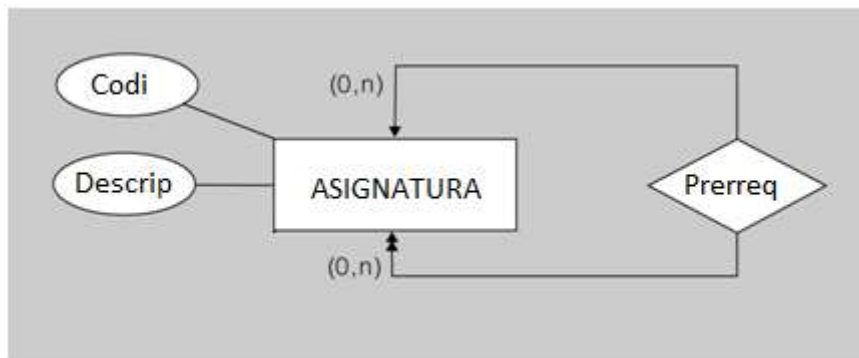 Codi
(0,n)
Descrip
ASIGNATURA
Prerreq
(0,n)